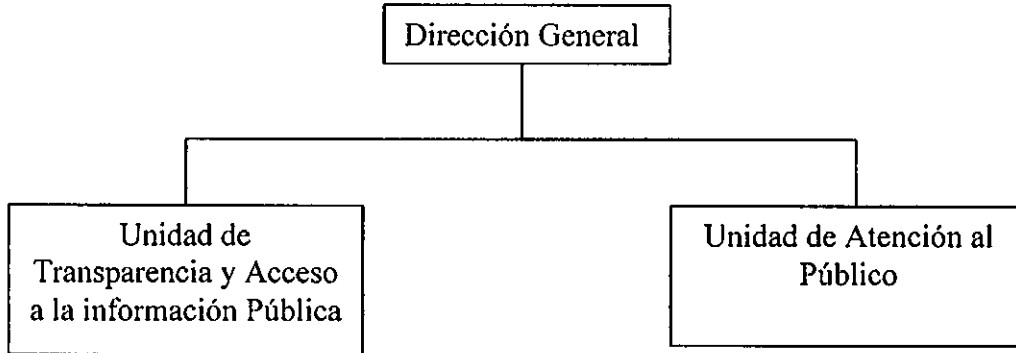 Dirección General
Unidad de
Transparencia y Acceso
a la información Pública
Unidad de Atención al
Público